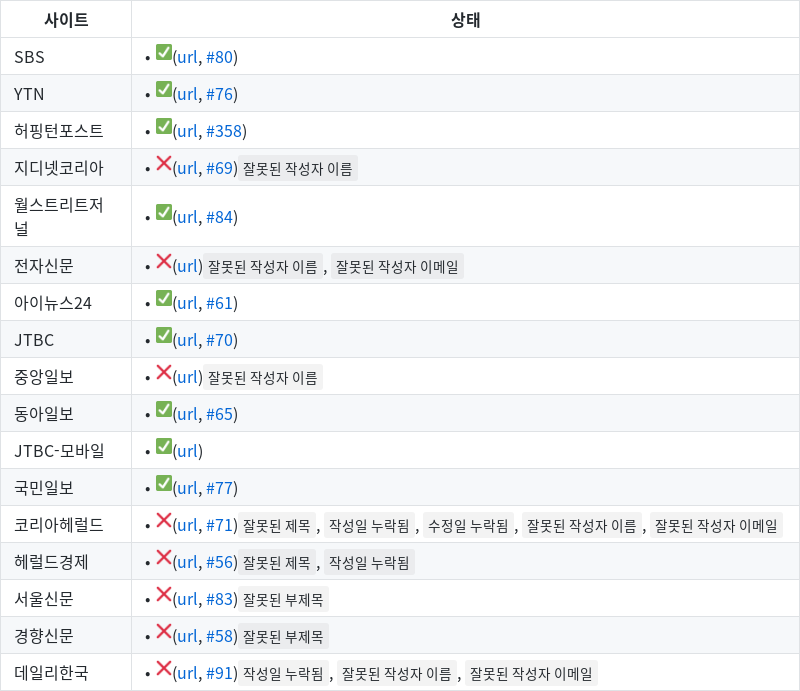 사이트 상태
SBS • ✅(url, #80)
YTN • ✅(url, #76)
허핑턴포스트 • ✅(url, #358)
지디넷코리아 • ❌(url, #69) 잘못된 작성자 이름
월스트리트저
널 • ✅(url, #84)
전자신문 • ❌(url) 잘못된 작성자 이름 , 잘못된 작성자 이메일
아이뉴스24 • ✅(url, #61)
JTBC • ✅(url, #70)
중앙일보 • ❌(url) 잘못된 작성자 이름
동아일보 • ✅(url, #65)
JTBC-모바일 • ✅(url)
국민일보 • ✅(url, #77)
코리아헤럴드 • ❌(url, #71) 잘못된 제목 , 작성일 누락됨 , 수정일 누락됨 , 잘못된 작성자 이름 , 잘못된 작성자 이메일
헤럴드경제 • ❌(url, #56) 잘못된 제목 , 작성일 누락됨
서울신문 • ❌(url, #83) 잘못된 부제목
경향신문 • ❌(url, #58) 잘못된 부제목
데일리한국 • ❌(url, #91) 작성일 누락됨 , 잘못된 작성자 이름 , 잘못된 작성자 이메일